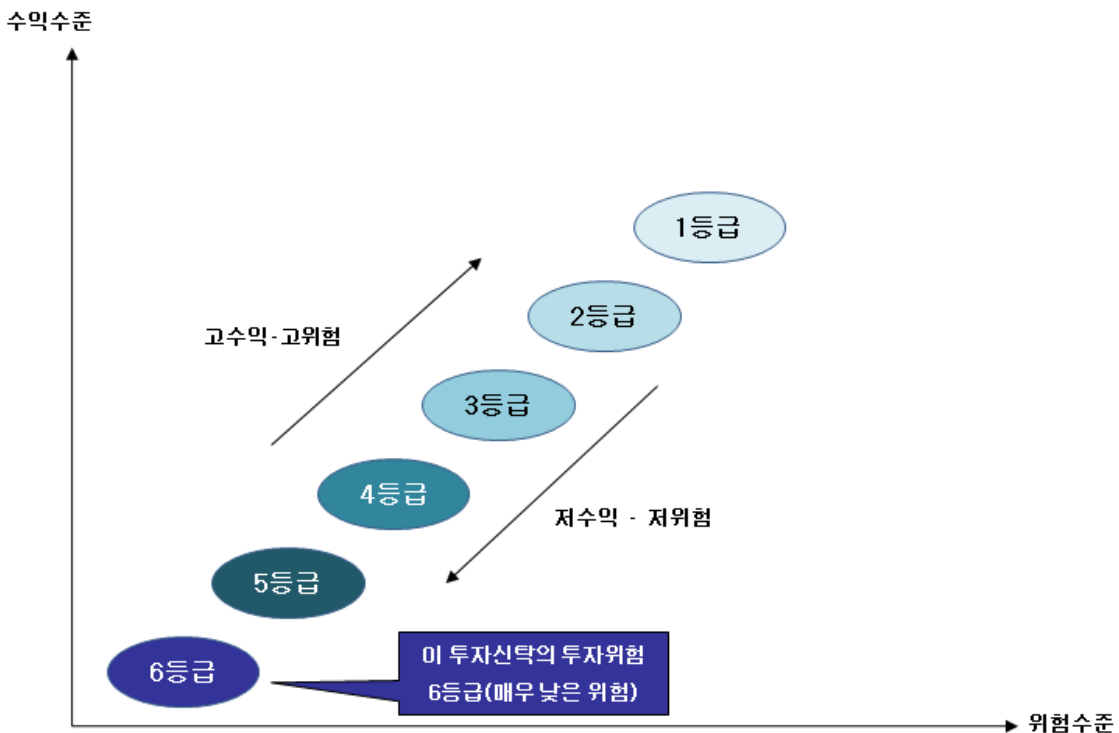 수익수준
1등급
2등급
고수익-고위험
3등급
4등급
저수익 - 저위험
5등급
이 투자신탁의 투자위험
6등급(매우 낮은 위험)
6등급
위험수준